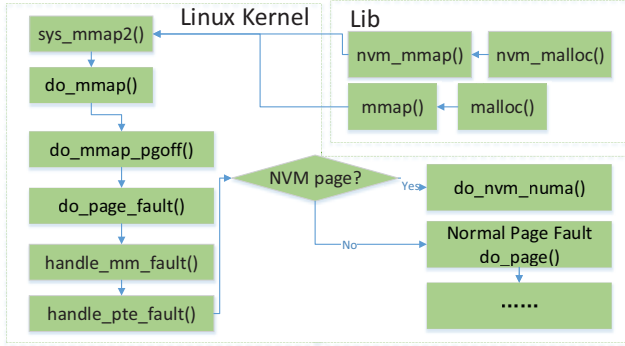 Linux Kernel
sys_mmap2()
do_mmap()
do_mmap_pgoff()
do_page_fault()
handle_mm_fault()
handle_pte_fault()
Lib
nvm_mmap()
nvm_malloc()
mmap()
malloc()
NVM page?
Yes
do_nvm_numa()
No
Normal Page Fault
do_page()
......